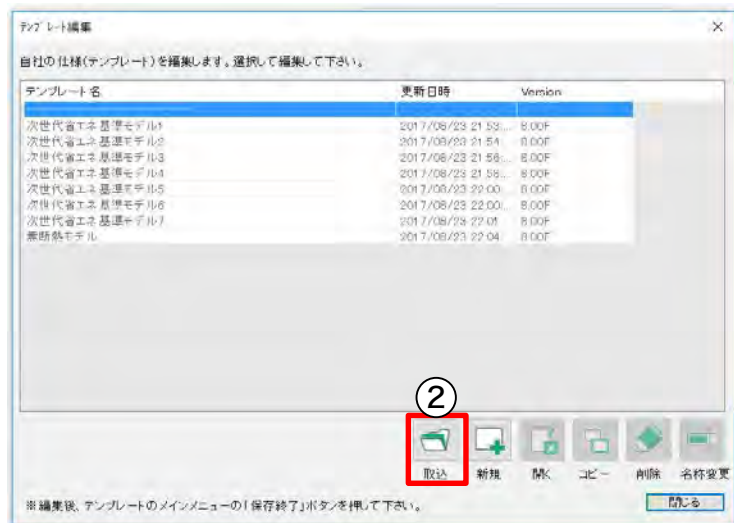 テンプレート編集 ×
自社の仕様(テンプレート)を編集します。選択して編集して下さい。
テンプレート名 更新日時 Version
次世代省エネ基準モデル1 2017/08/23 21:53... 8.00F
次世代省エネ基準モデル2 2017/08/23 21:54... 8.00F
次世代省エネ基準モデル3 2017/08/23 21:56... 8.00F
次世代省エネ基準モデル4 2017/08/23 21:58... 8.00F
次世代省エネ基準モデル5 2017/08/23 22:00... 8.00F
次世代省エネ基準モデル6 2017/08/23 22:00... 8.00F
次世代省エネ基準モデル7 2017/08/23 22:01... 8.00F
無断熱モデル 2017/08/23 22:04... 8.00F
②
取込 新規 開く コピー 削除 名称変更
※編集後、テンプレートのメインメニューの「保存終了」ボタンを押して下さい。 閉じる